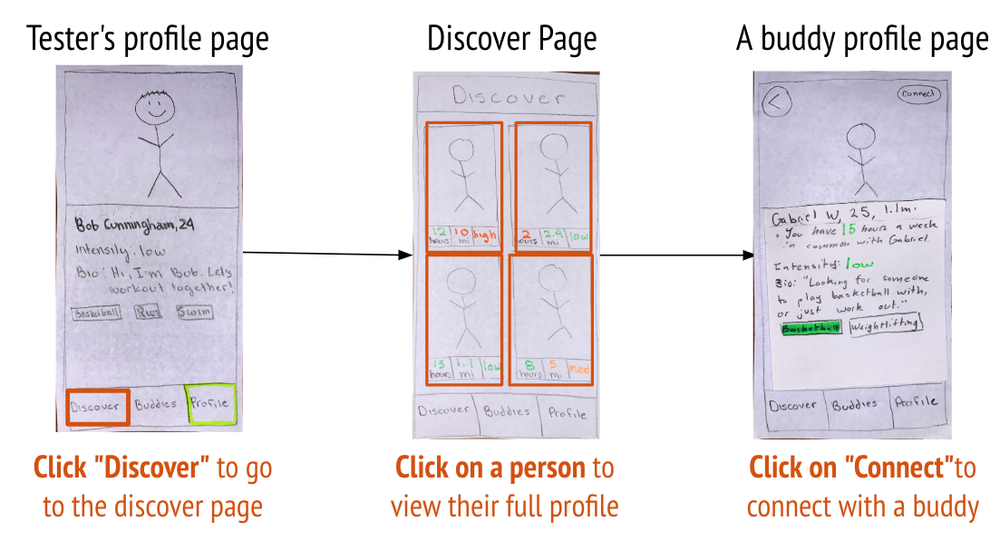 Tester's profile page
Bob Cunningham, 24
Intensity: low
Bio: Hi, I'm Bob. Let's
workout together!
Basketball Run Swim
Discover Buddies Profile
Click "Discover" to go
to the discover page
Discover Page
Discover
12 hours 10 mi high
2 hours 2.4 mi low
15 hours 1.1 mi low
8 hours 5 mi med
Discover Buddies Profile
Click on a person to
view their full profile
A buddy profile page
< Connect
Gabriel W, 25, 1.1mi
• You have 15 hours a week
in common with Gabriel.
Intensity: low
Bio: "Looking for someone
to play basketball with,
or just work out."
Basketball Weightlifting
Discover Buddies Profile
Click on "Connect"to
connect with a buddy